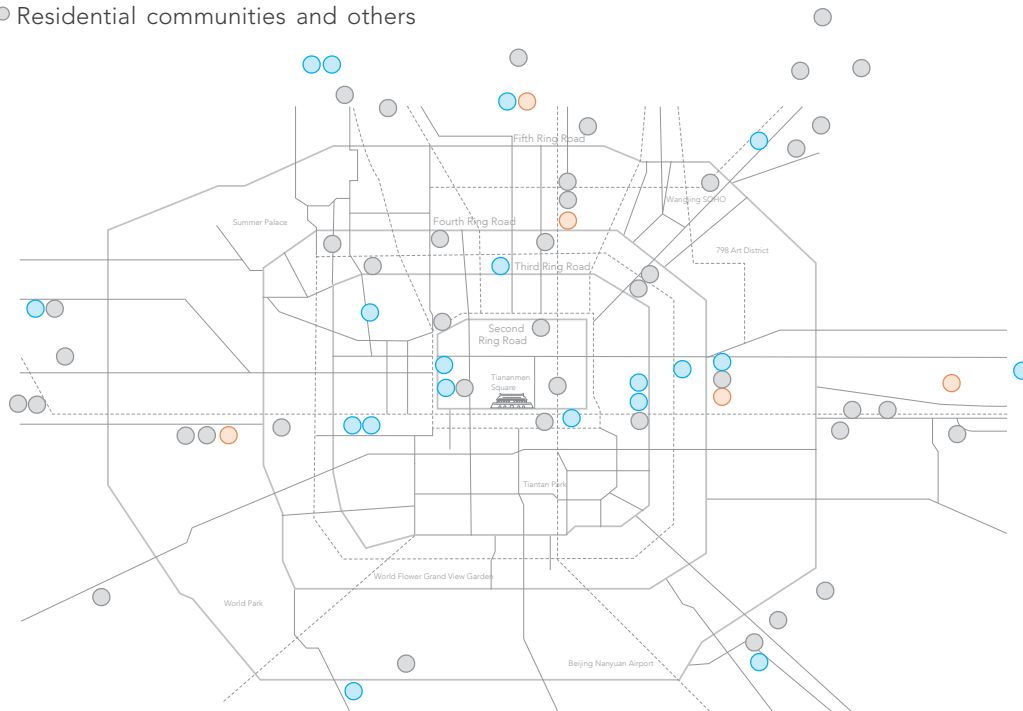 Residential communities and others
Fifth Ring Road
Wangjing SOHO
Summer Palace
Fourth Ring Road
798 Art District
Third Ring Road
Second
Ring Road
Tiananmen
Square
Tiantan Park
World Flower Grand View Garden
World Park
Beijing Nanyuan Airport